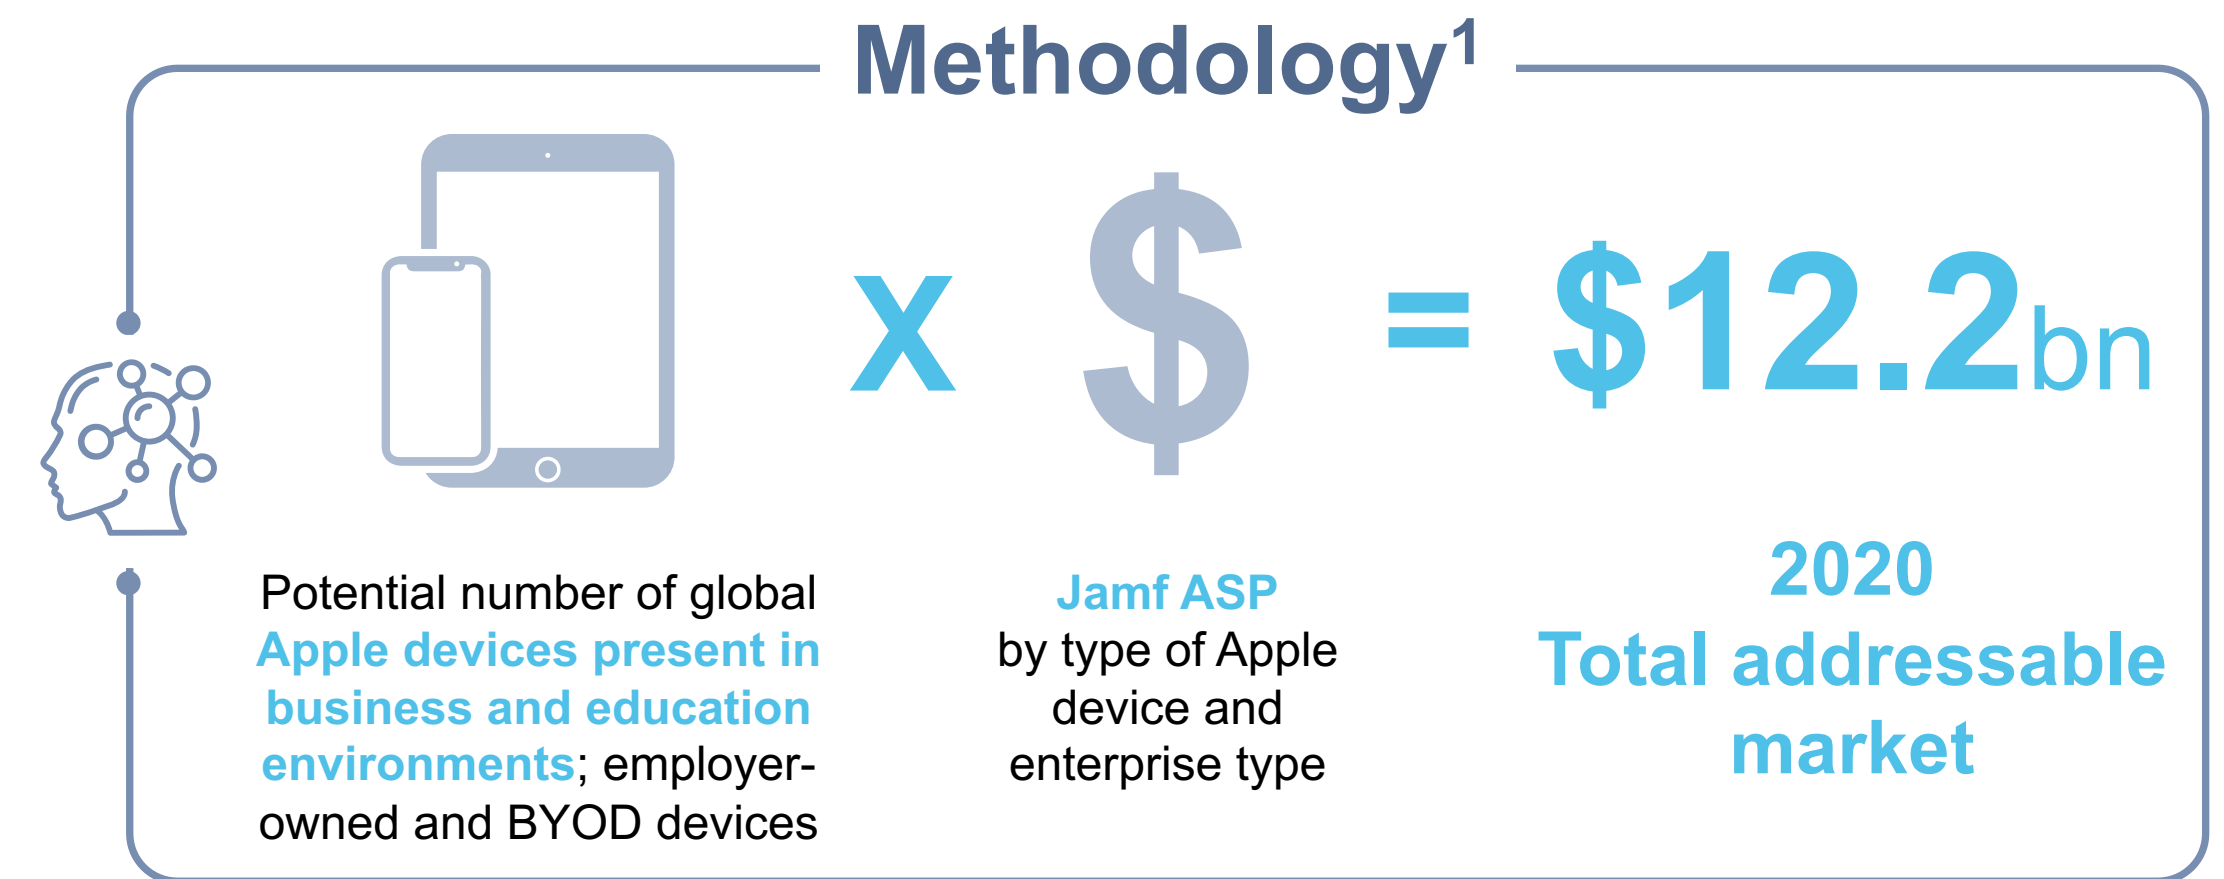 Methodology¹
x $ = $12.2bn
Potential number of global
Apple devices present in
business and education
environments; employer-
owned and BYOD devices
Jamf ASP
by type of Apple
device and
enterprise type
2020
Total addressable
market